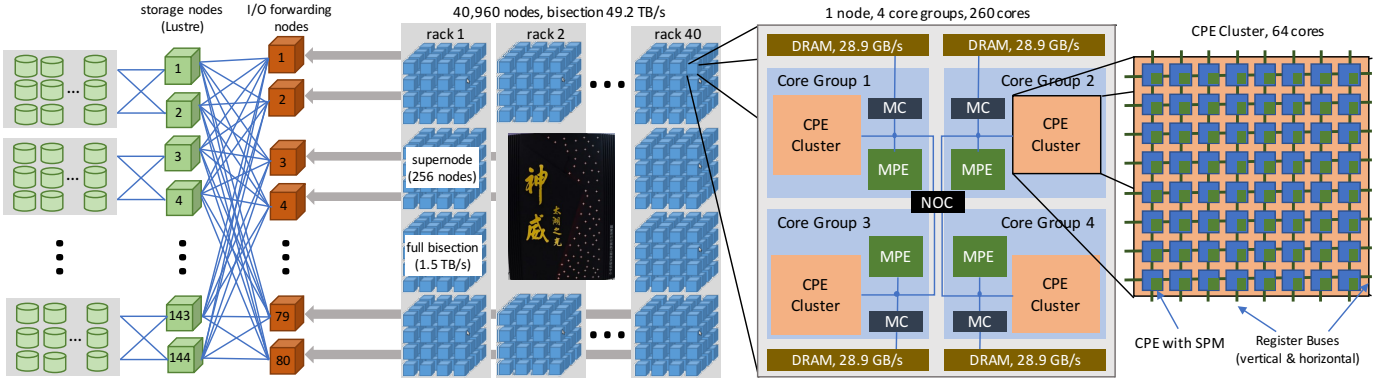 storage nodes
(Lustre)
I/O forwarding
nodes
1
2
3
4
143
144
...
...
...
1
2
3
4
79
80
40,960 nodes, bisection 49.2 TB/s
rack 1
rack 2
rack 40
supernode
(256 nodes)
full bisection
(1.5 TB/s)
神威
太湖之光
1 node, 4 core groups, 260 cores
DRAM, 28.9 GB/s
DRAM, 28.9 GB/s
Core Group 1
MC
CPE
Cluster
MPE
Core Group 2
MC
CPE
Cluster
MPE
NOC
Core Group 3
MPE
CPE
Cluster
MC
Core Group 4
MPE
CPE
Cluster
MC
DRAM, 28.9 GB/s
DRAM, 28.9 GB/s
CPE Cluster, 64 cores
CPE with SPM
Register Buses
(vertical & horizontal)